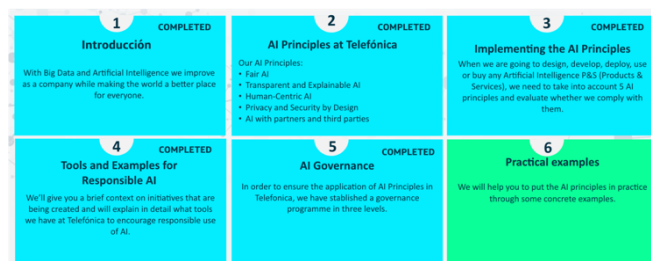 1
COMPLETED
Introducción
With Big Data and Artificial Intelligence we improve
as a company while making the world a better place
for everyone.
2
COMPLETED
AI Principles at Telefónica
Our AI Principles:
• Fair AI
• Transparent and Explainable AI
• Human-Centric AI
• Privacy and Security by Design
• AI with partners and third parties
3
COMPLETED
Implementing the AI Principles
When we are going to design, develop, deploy, use
or buy any Artificial Intelligence P&S (Products &
Services), we need to take into account 5 AI
principles and evaluate whether we comply with
them.
4
COMPLETED
Tools and Examples for
Responsible AI
We'll give you a brief context on initiatives that are
being created and will explain in detail what tools
we have at Telefónica to encourage responsible use
of AI.
5
COMPLETED
AI Governance
In order to ensure the application of AI Principles in
Telefonica, we have stablished a governance
programme in three levels.
6
Practical examples
We will help you to put the AI principles in practice
through some concrete examples.